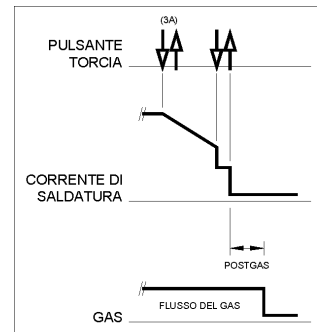 (3A)
PULSANTE
TORCIA
CORRENTE DI
SALDATURA
POSTGAS
FLUSSO DEL GAS
GAS